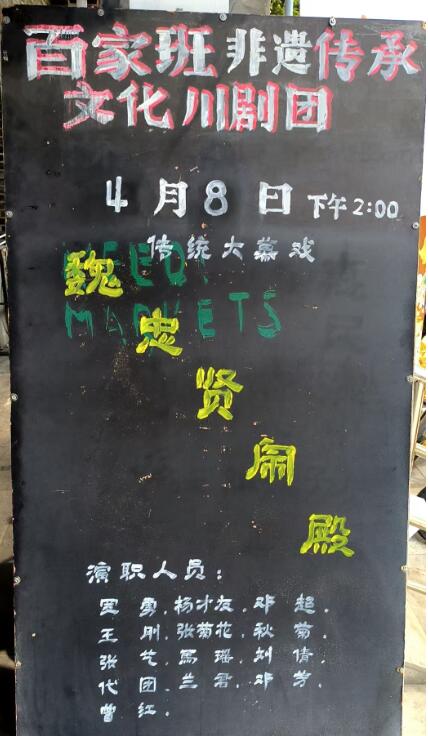 百家班非遗传承
文化川剧团
4月8日 下午2:00
传统大幕戏
魏忠贤闹殿
MARKETS
演职人员:
罗 勇.杨才友.邓 超.
王 刚.张菊花.秋 菊.
张 艺.馬 瑶.刘 倩.
代 团.兰 君.邓 芳.
曾 红.